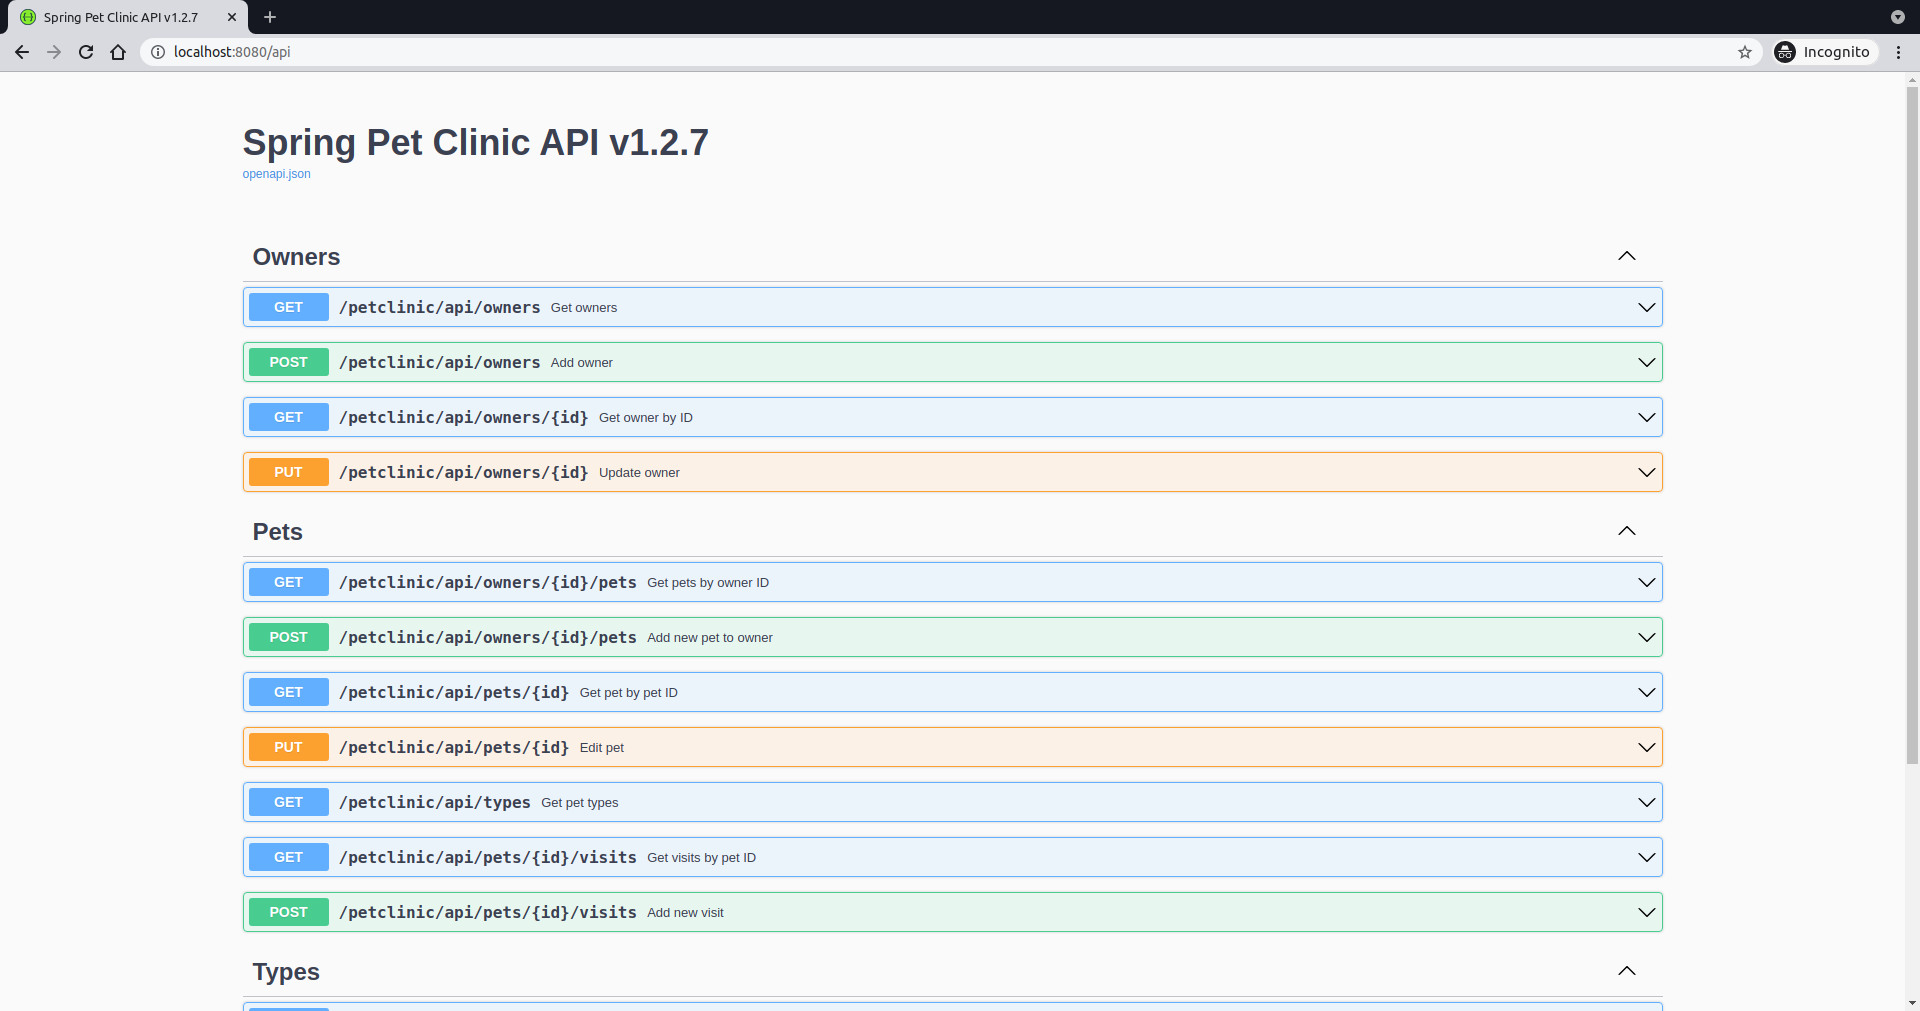 Spring Pet Clinic API v1.2.7
localhost:8080/api
Incognito
Spring Pet Clinic API v1.2.7
openapi.json
Owners
GET /petclinic/api/owners Get owners
POST /petclinic/api/owners Add owner
GET /petclinic/api/owners/{id} Get owner by ID
PUT /petclinic/api/owners/{id} Update owner
Pets
GET /petclinic/api/owners/{id}/pets Get pets by owner ID
POST /petclinic/api/owners/{id}/pets Add new pet to owner
GET /petclinic/api/pets/{id} Get pet by pet ID
PUT /petclinic/api/pets/{id} Edit pet
GET /petclinic/api/types Get pet types
GET /petclinic/api/pets/{id}/visits Get visits by pet ID
POST /petclinic/api/pets/{id}/visits Add new visit
Types